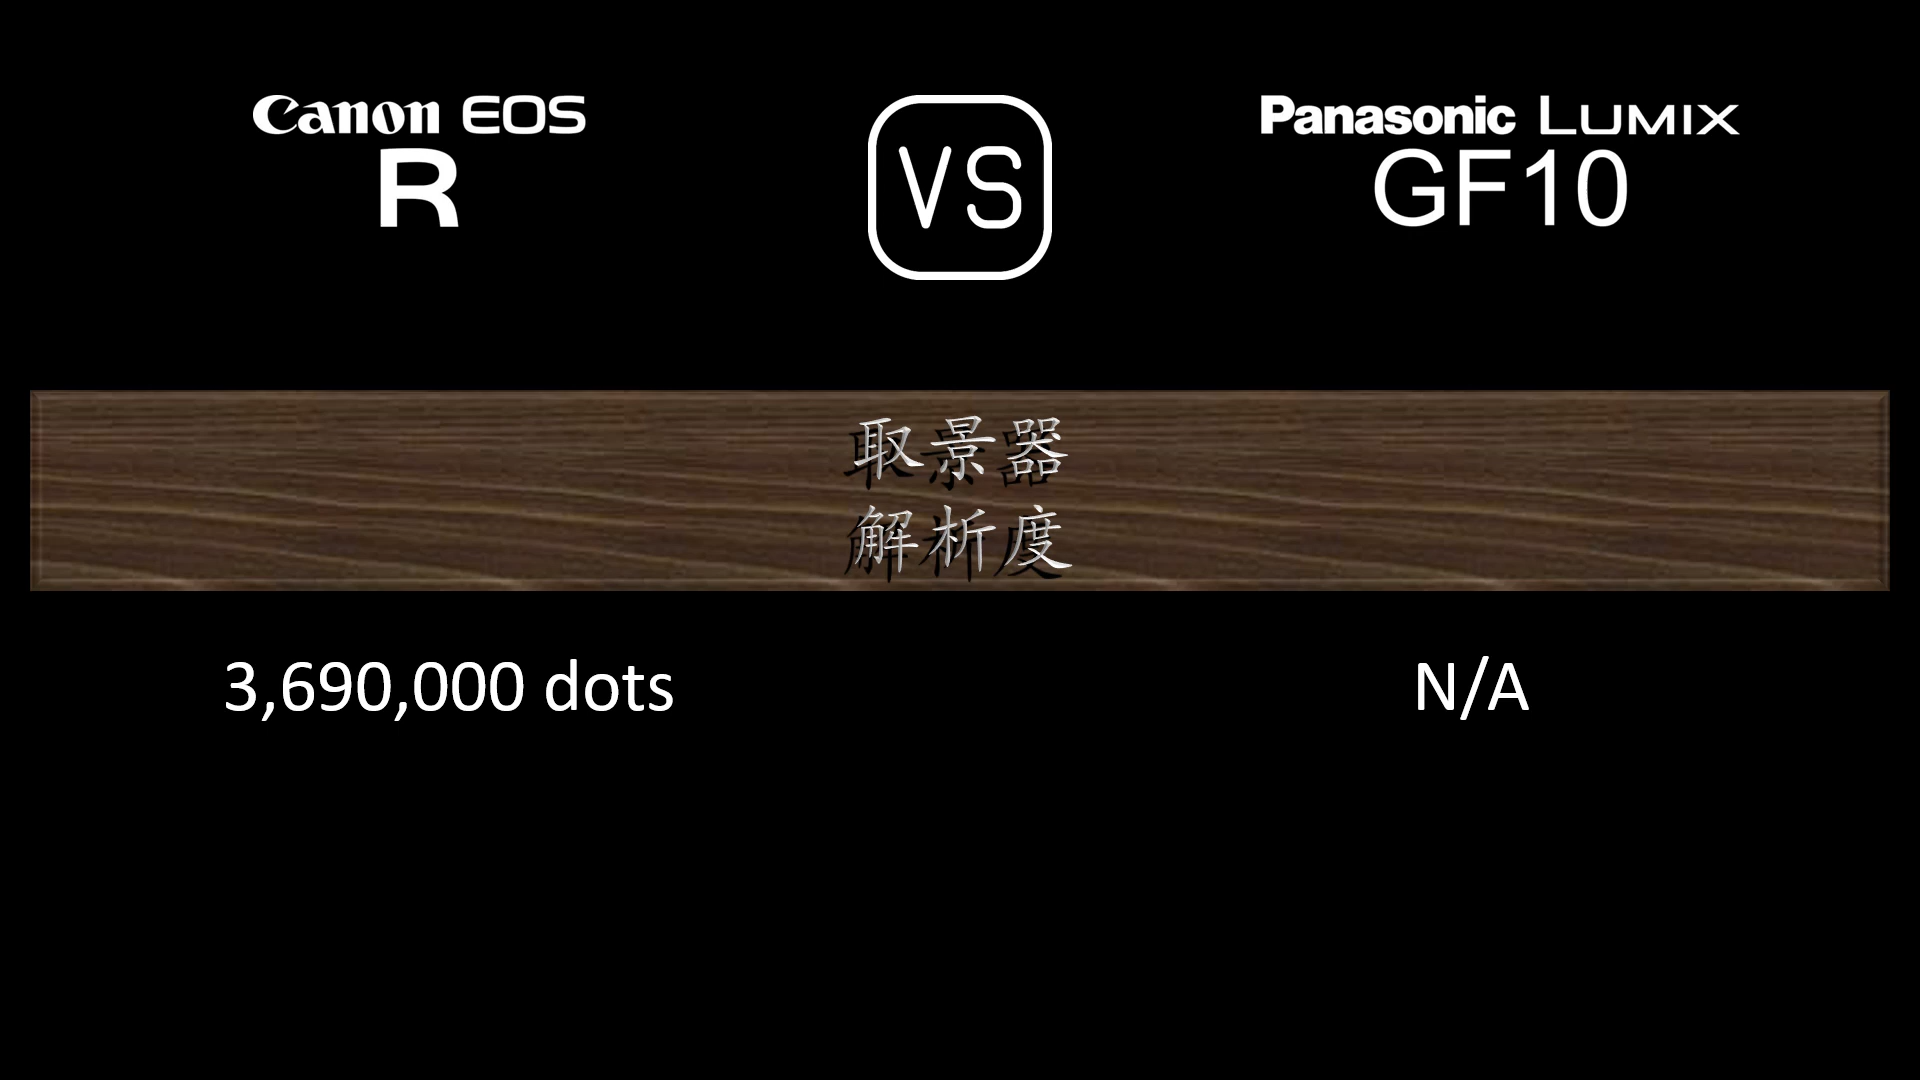 Canon EOS
R
VS
Panasonic LUMIX
GF10
取景器
解析度
3,690,000 dots
N/A